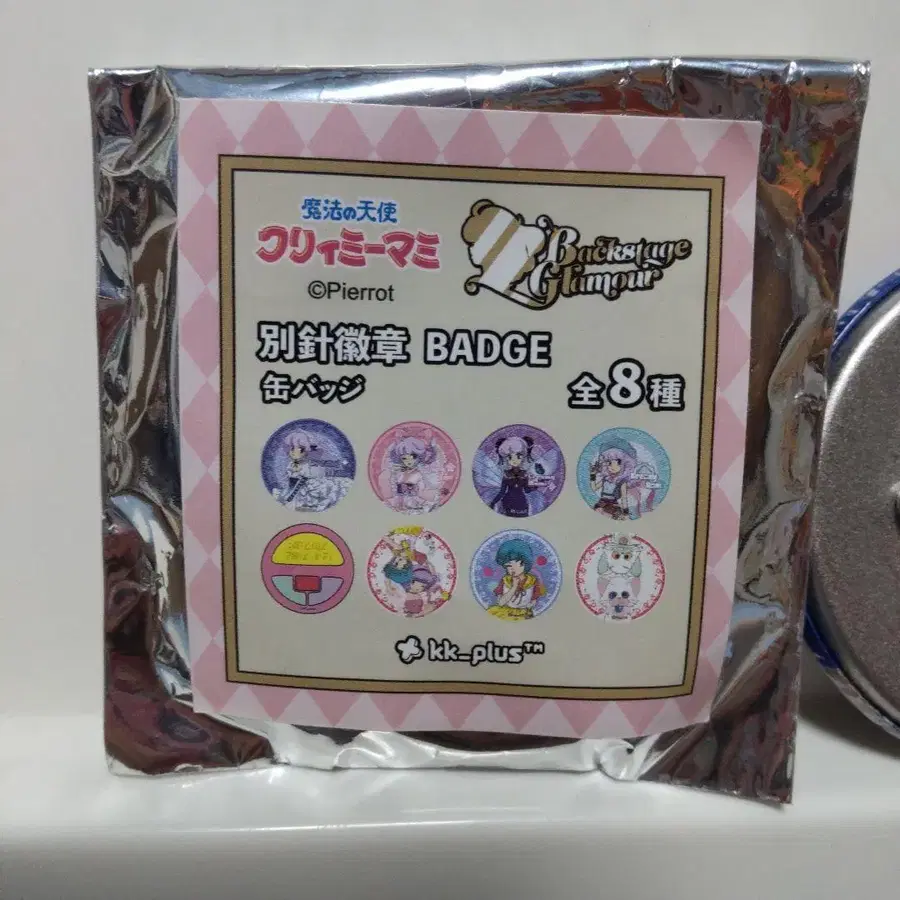 魔法の天使
クリィミーマミ
©Pierrot
Backstage
Glamour
別針徽章 BADGE
缶バッジ
全8種
kk_plus™